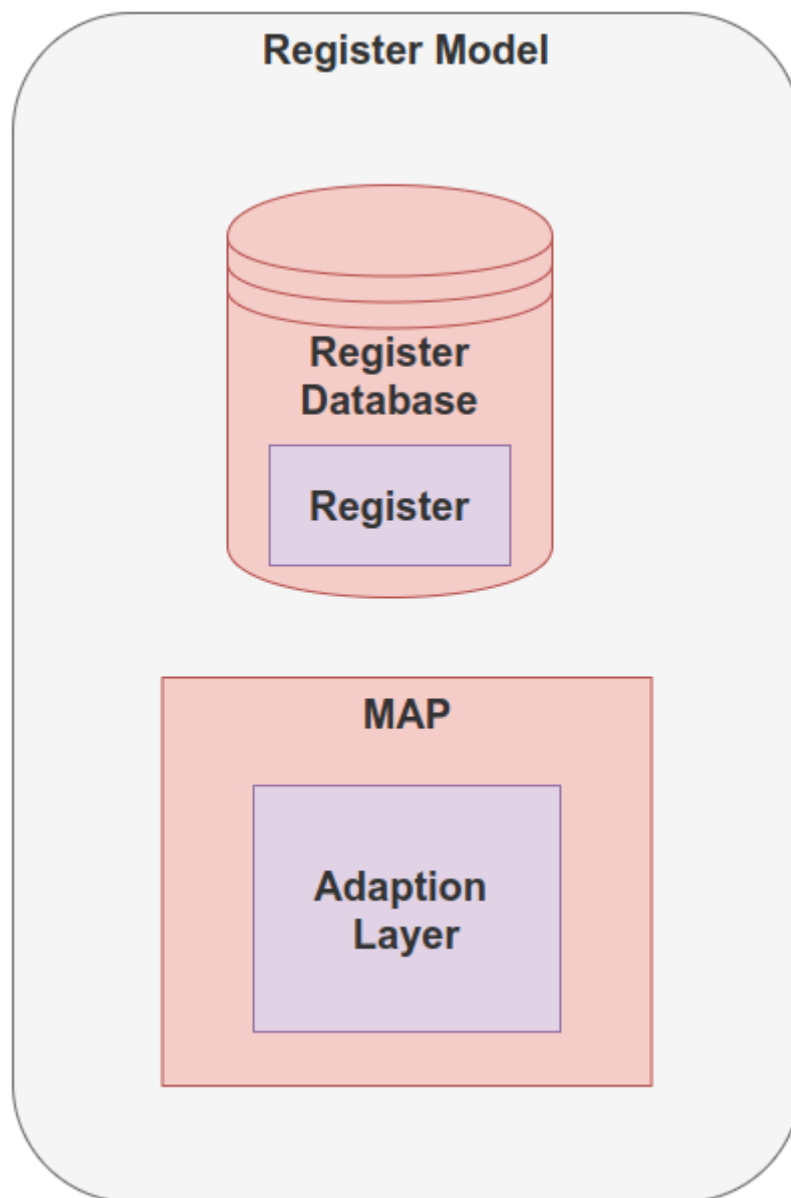 Register Model
Register
Database
Register
MAP
Adaption
Layer